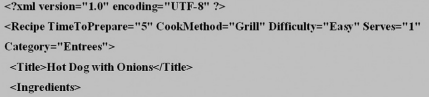 <?xml version="1.0" encoding="UTF-8" ?>
<Recipe TimeToPrepare="5" CookMethod="Grill" Difficulty="Easy" Serves="1"
Category="Entrees">
<Title>Hot Dog with Onions</Title>
<Ingredients>